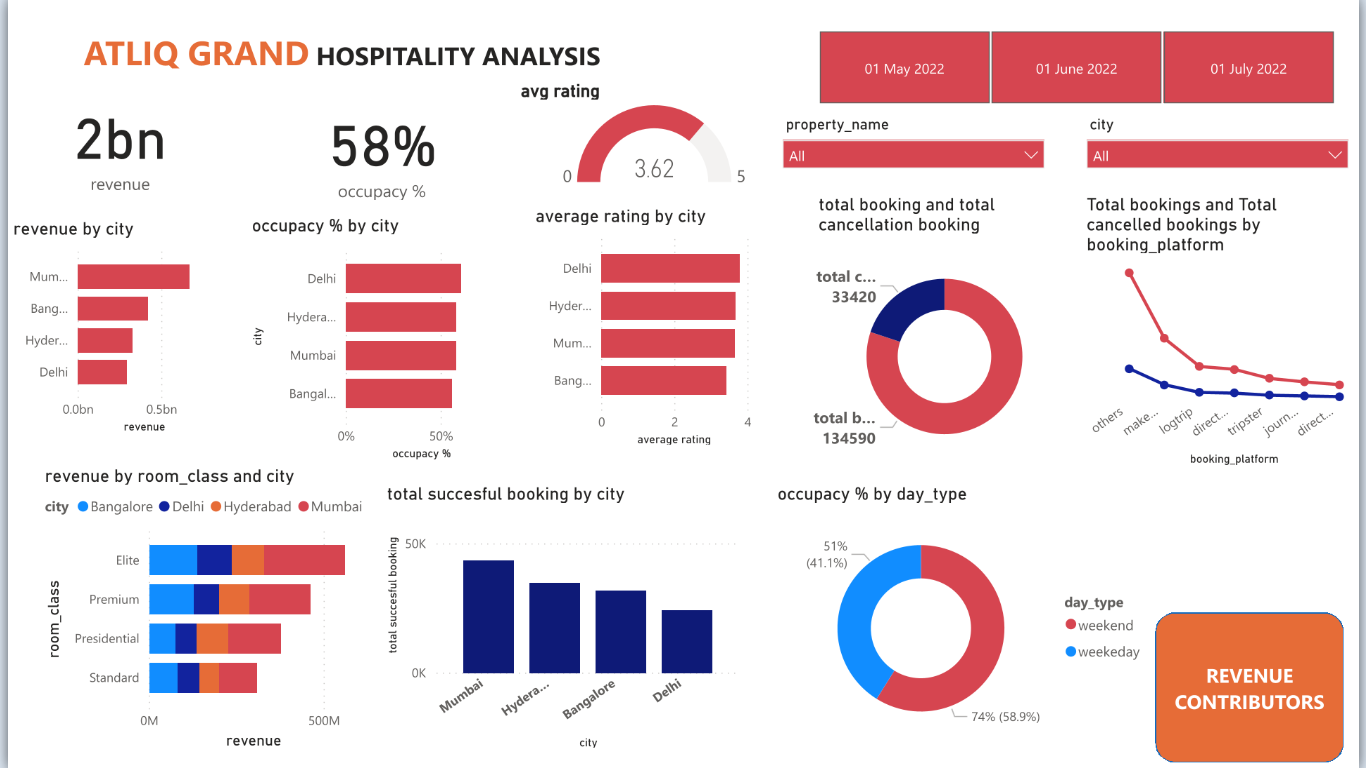 ATLIQ GRAND HOSPITALITY ANALYSIS
01 May 2022
01 June 2022
01 July 2022
2bn
revenue
58%
occupacy %
avg rating
3.62
0
5
property_name
All
city
All
revenue by city
Mum...
Bang...
Hyder...
Delhi
0.0bn
0.5bn
revenue
occupacy % by city
city
Delhi
Hydera...
Mumbai
Bangal...
0%
50%
occupacy %
average rating by city
Delhi
Hyder...
Mum...
Bang...
0
2
4
average rating
total booking and total
cancellation booking
total c...
33420
total b...
134590
Total bookings and Total
cancelled bookings by
booking_platform
others
make...
logtrip
direct...
tripster
journ...
direct...
booking_platform
revenue by room_class and city
city
Bangalore
Delhi
Hyderabad
Mumbai
room_class
Elite
Premium
Presidential
Standard
0M
500M
revenue
total succesful booking by city
total succesful booking
50K
0K
Mumbai
Hydera...
Bangalore
Delhi
city
occupacy % by day_type
51%
(41.1%)
74% (58.9%)
day_type
weekend
weekeday
REVENUE
CONTRIBUTORS